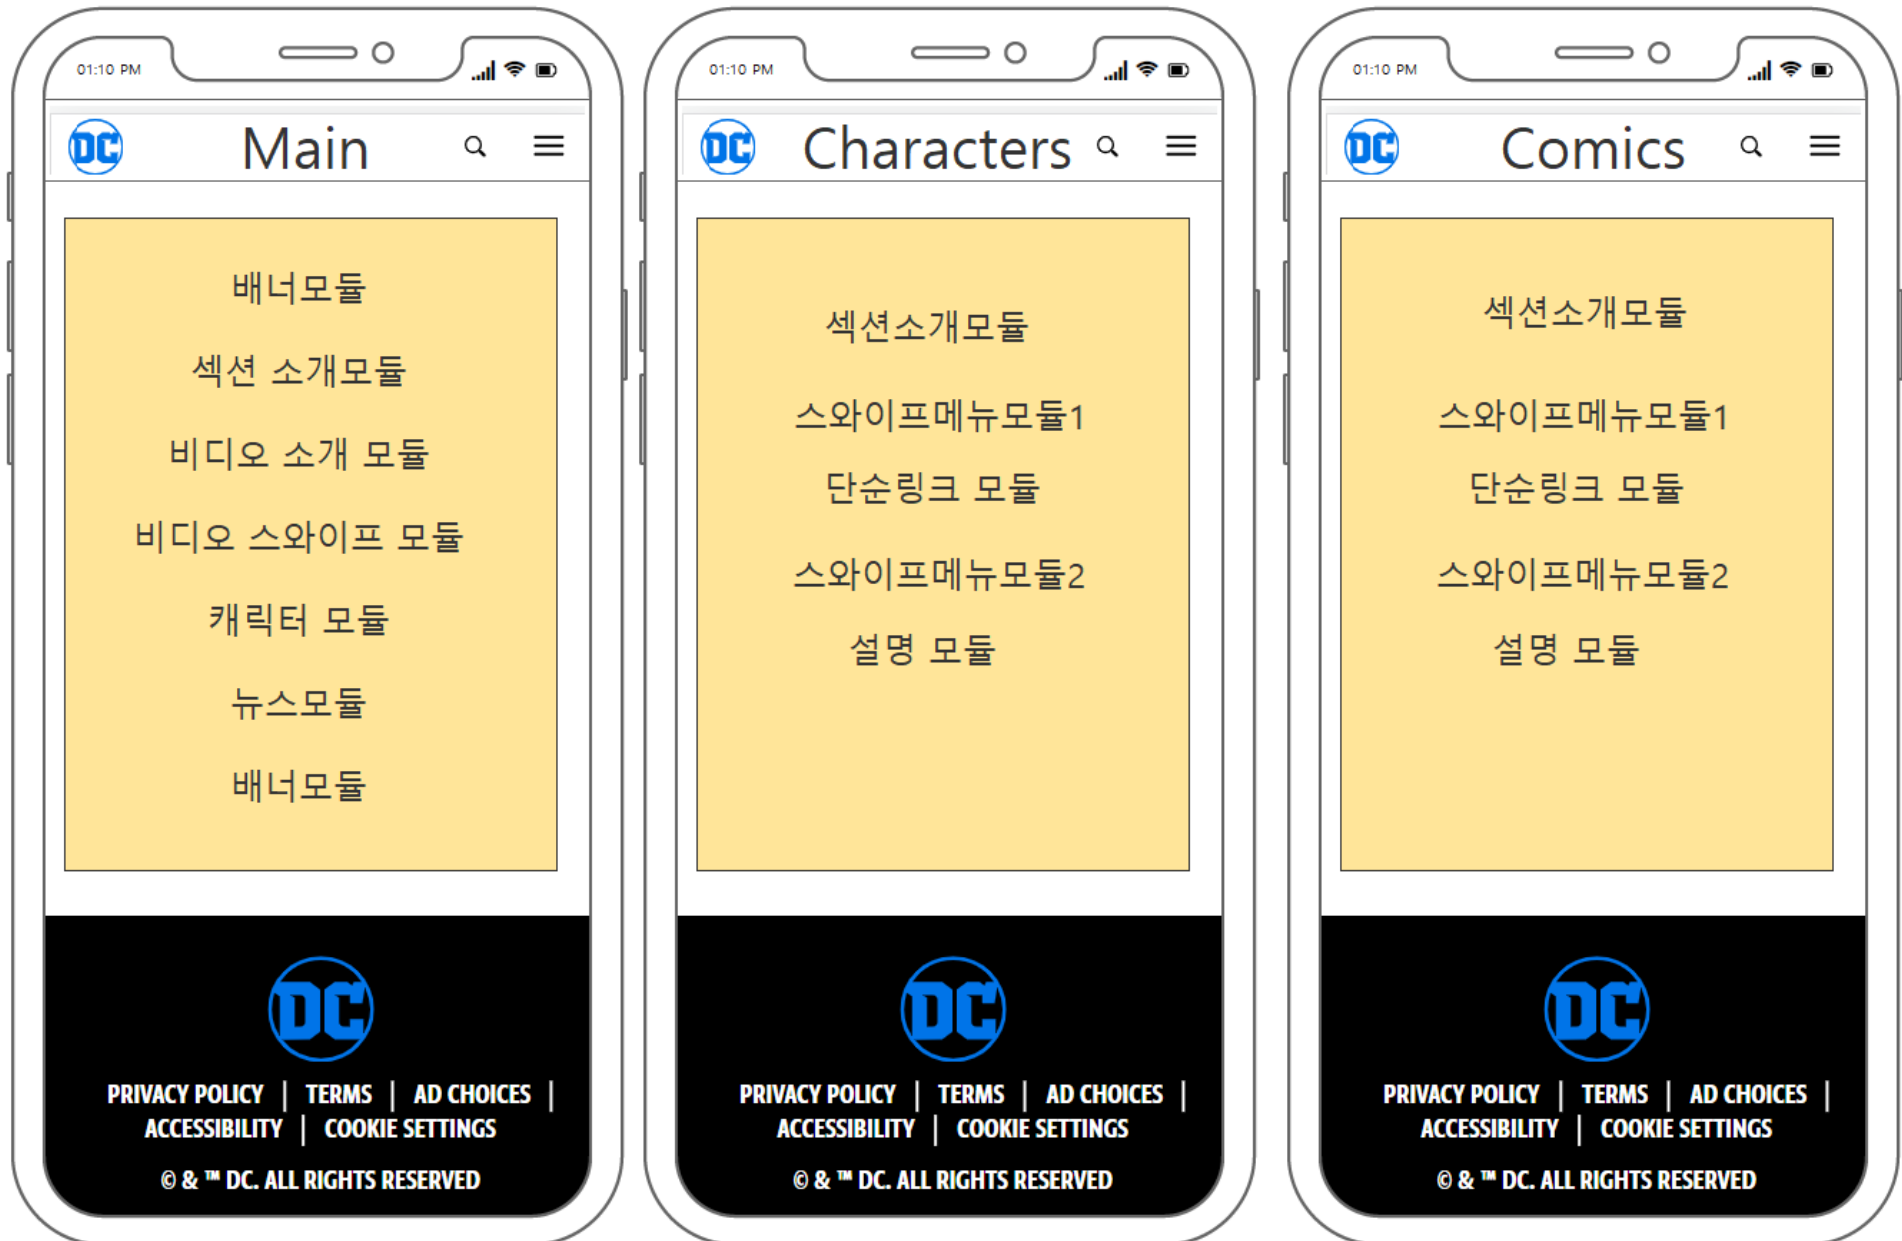 01:10 PM
DC
Main
배너모듈
섹션 소개모듈
비디오 소개 모듈
비디오 스와이프 모듈
캐릭터 모듈
뉴스모듈
배너모듈
DC
PRIVACY POLICY | TERMS | AD CHOICES |
ACCESSIBILITY | COOKIE SETTINGS
© & ™ DC. ALL RIGHTS RESERVED
01:10 PM
DC
Characters
섹션소개모듈
스와이프메뉴모듈1
단순링크 모듈
스와이프메뉴모듈2
설명 모듈
DC
PRIVACY POLICY | TERMS | AD CHOICES |
ACCESSIBILITY | COOKIE SETTINGS
© & ™ DC. ALL RIGHTS RESERVED
01:10 PM
DC
Comics
섹션소개모듈
스와이프메뉴모듈1
단순링크 모듈
스와이프메뉴모듈2
설명 모듈
DC
PRIVACY POLICY | TERMS | AD CHOICES |
ACCESSIBILITY | COOKIE SETTINGS
© & ™ DC. ALL RIGHTS RESERVED